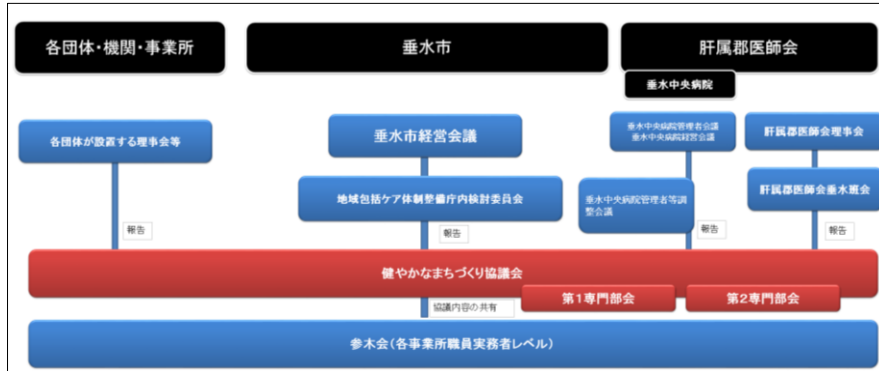 各団体・機関・事業所
垂水市
肝属郡医師会
垂水中央病院
各団体が設置する理事会等
垂水市経営会議
垂水中央病院管理者会議
垂水中央病院経営会議
肝属郡医師会理事会
地域包括ケア体制整備庁内検討委員会
垂水中央病院管理者等調
整会議
肝属郡医師会垂水班会
報告
報告
報告
報告
健やかなまちづくり協議会
第1専門部会
第2専門部会
協議内容の共有
参木会(各事業所職員実務者レベル)